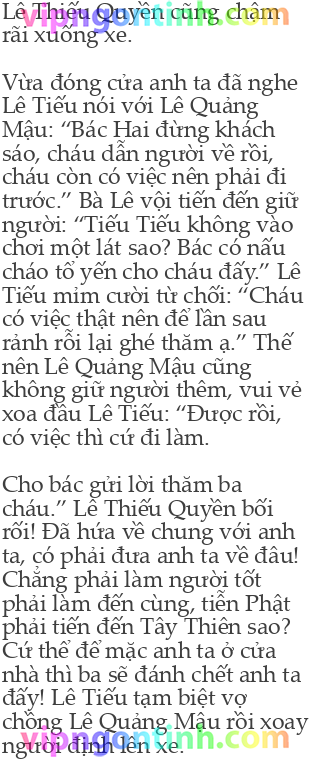 vipngontinh.com
Lê Thiếu Quyền cũng chậm
rãi xuống xe.
Vừa đóng cửa anh ta đã nghe
Lê Tiếu nói với Lê Quảng
Mậu: “Bác Hai đừng khách
sáo, cháu dẫn người về rồi,
cháu còn có việc nên phải đi
trước.” Bà Lê vội tiến đến giữ
người: “Tiếu Tiếu không vào
chơi một lát sao? Bác có nấu
cháo tổ yến cho cháu đấy.” Lê
Tiếu mỉm cười từ chối: “Cháu
có việc thật nên để lần sau
rảnh rỗi lại ghé thăm ạ.” Thế
nên Lê Quảng Mậu cũng
không giữ người thêm, vui vẻ
xoa đầu Lê Tiếu: “Được rồi,
có việc thì cứ đi làm.
Cho bác gửi lời thăm ba
cháu.” Lê Thiếu Quyền bối
rối! Đã hứa về chung với anh
ta, có phải đưa anh ta về đâu!
Chẳng phải làm người tốt
phải làm đến cùng, tiễn Phật
phải tiến đến Tây Thiên sao?
Cứ thế để mặc anh ta ở cửa
nhà thì ba sẽ đánh chết anh ta
đấy! Lê Tiếu tạm biệt vợ
chồng Lê Quảng Mậu rồi xoay
người định lên xe.
vipngontinh.com